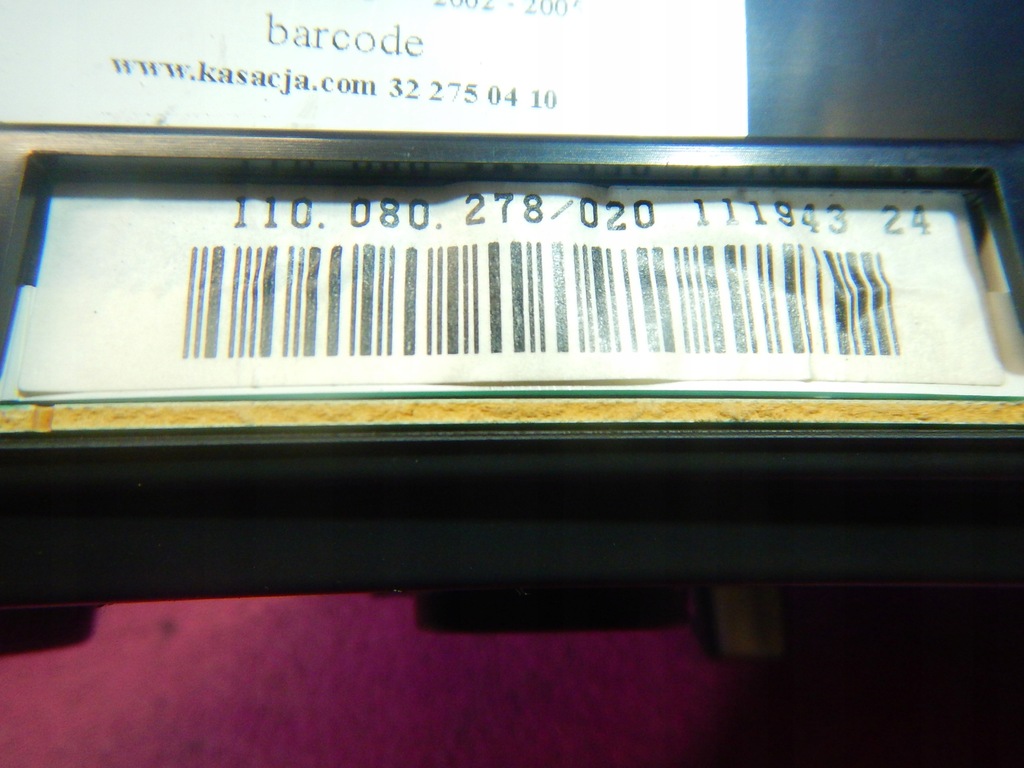 barcode
www.kasacja.com 32 275 04 10
110. 080. 278/020 111943 24